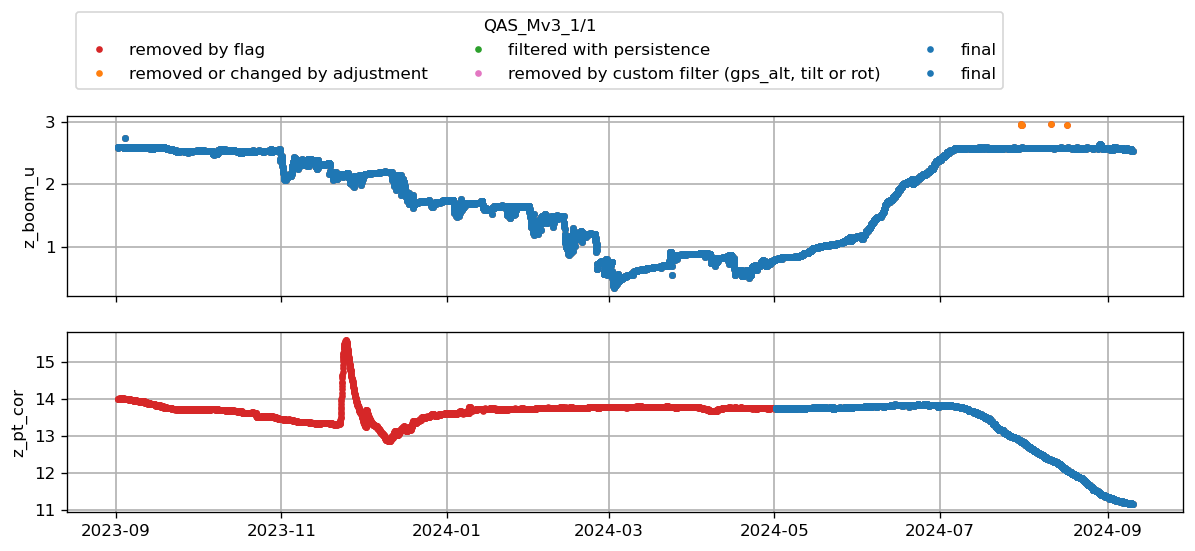 QAS_Mv3_1/1
removed by flag
filtered with persistence
final
removed or changed by adjustment
removed by custom filter (gps_alt, tilt or rot)
final
3
2
1
z_boom_u
15
14
13
12
11
z_pt_cor
2023-09
2023-11
2024-01
2024-03
2024-05
2024-07
2024-09